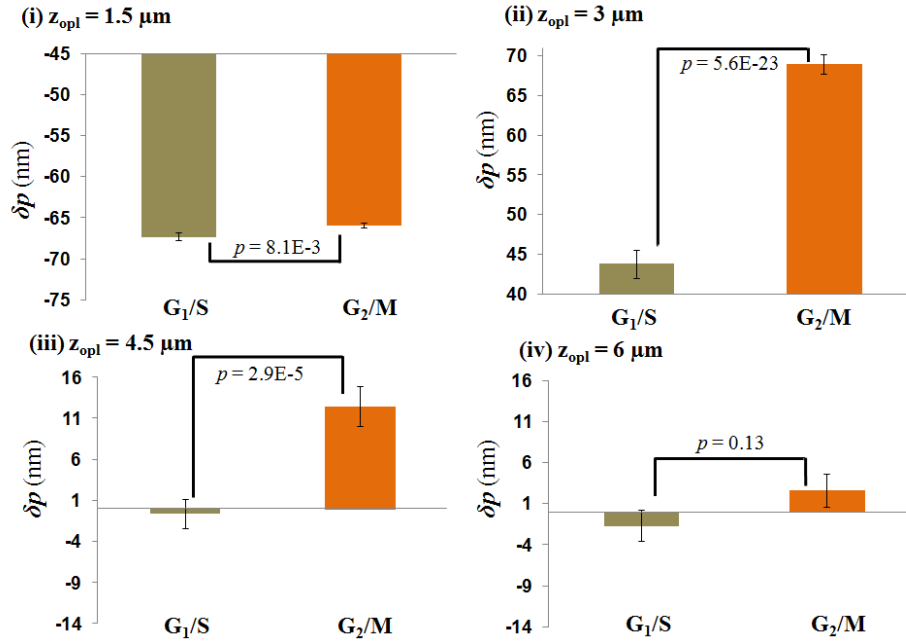 (i) zopl = 1.5 µm
-45
-50
-55
-60
-65
-70
-75
δp (nm)
p = 8.1E-3
G1/S
G2/M
(ii) zopl = 3 µm
70
65
60
55
50
45
40
δp (nm)
p = 5.6E-23
G1/S
G2/M
(iii) zopl = 4.5 µm
16
11
6
1
-4
-9
-14
δp (nm)
p = 2.9E-5
G1/S
G2/M
(iv) zopl = 6 µm
16
11
6
1
-4
-9
-14
δp (nm)
p = 0.13
G1/S
G2/M